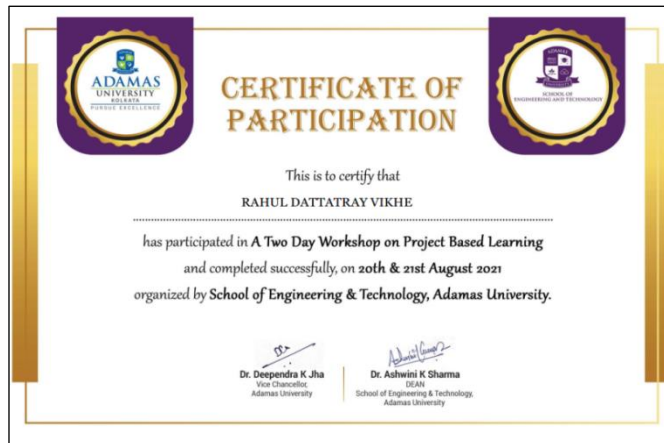 ADAMAS
UNIVERSITY
KOLKATA
PURSUE EXCELLENCE
CERTIFICATE OF
PARTICIPATION
ADAMAS
UNIVERSITY
SCHOOL OF
ENGINEERING AND TECHNOLOGY
This is to certify that
RAHUL DATTATRAY VIKHE
has participated in A Two Day Workshop on Project Based Learning
and completed successfully, on 20th & 21st August 2021
organized by School of Engineering & Technology, Adamas University.
Dr. Deependra K Jha
Vice Chancellor,
Adamas University
Dr. Ashwini K Sharma
DEAN
School of Engineering & Technology,
Adamas University